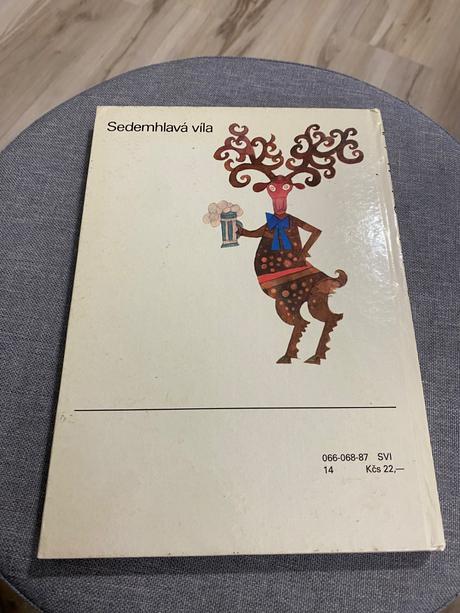 Sedemhlavá víla
066-068-87 SVI
14 Kčs 22,—